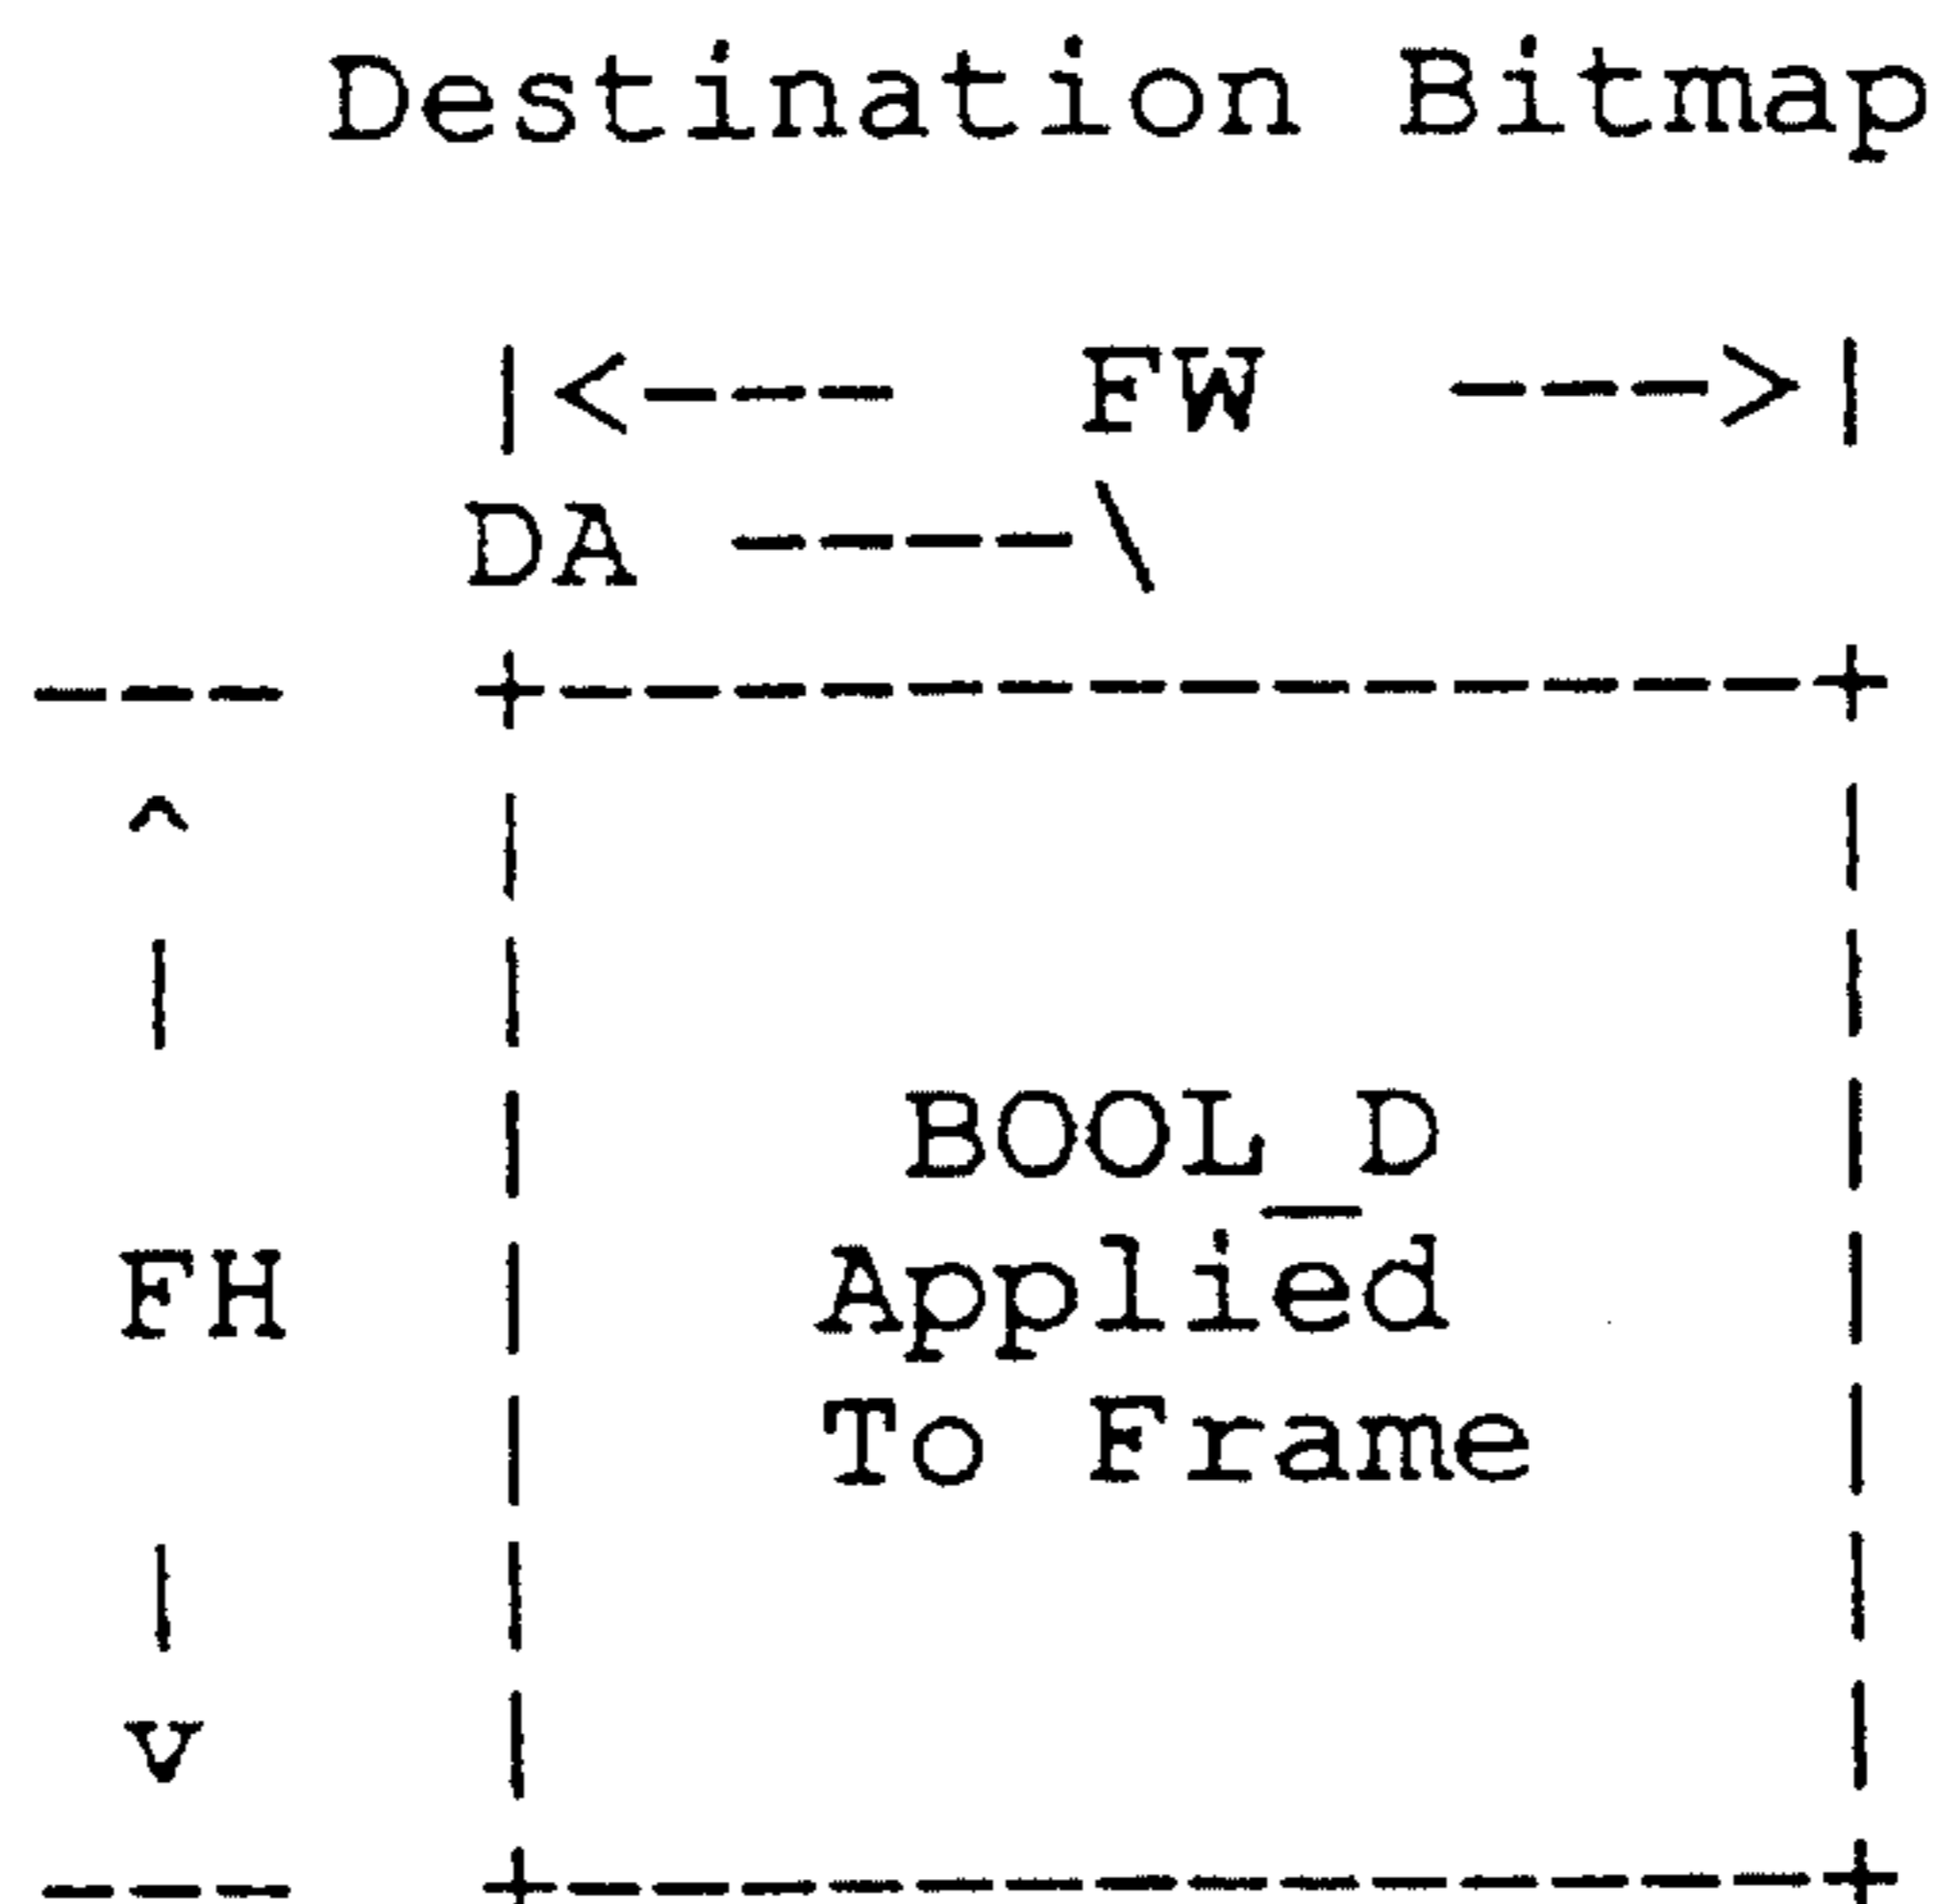 Destination Bitmap
|<--- FW --->|
DA ----\
--- +--------------+
^ | |
| | |
| BOOL_D |
FH | Applied |
| To Frame |
| | |
v | |
--- +--------------+